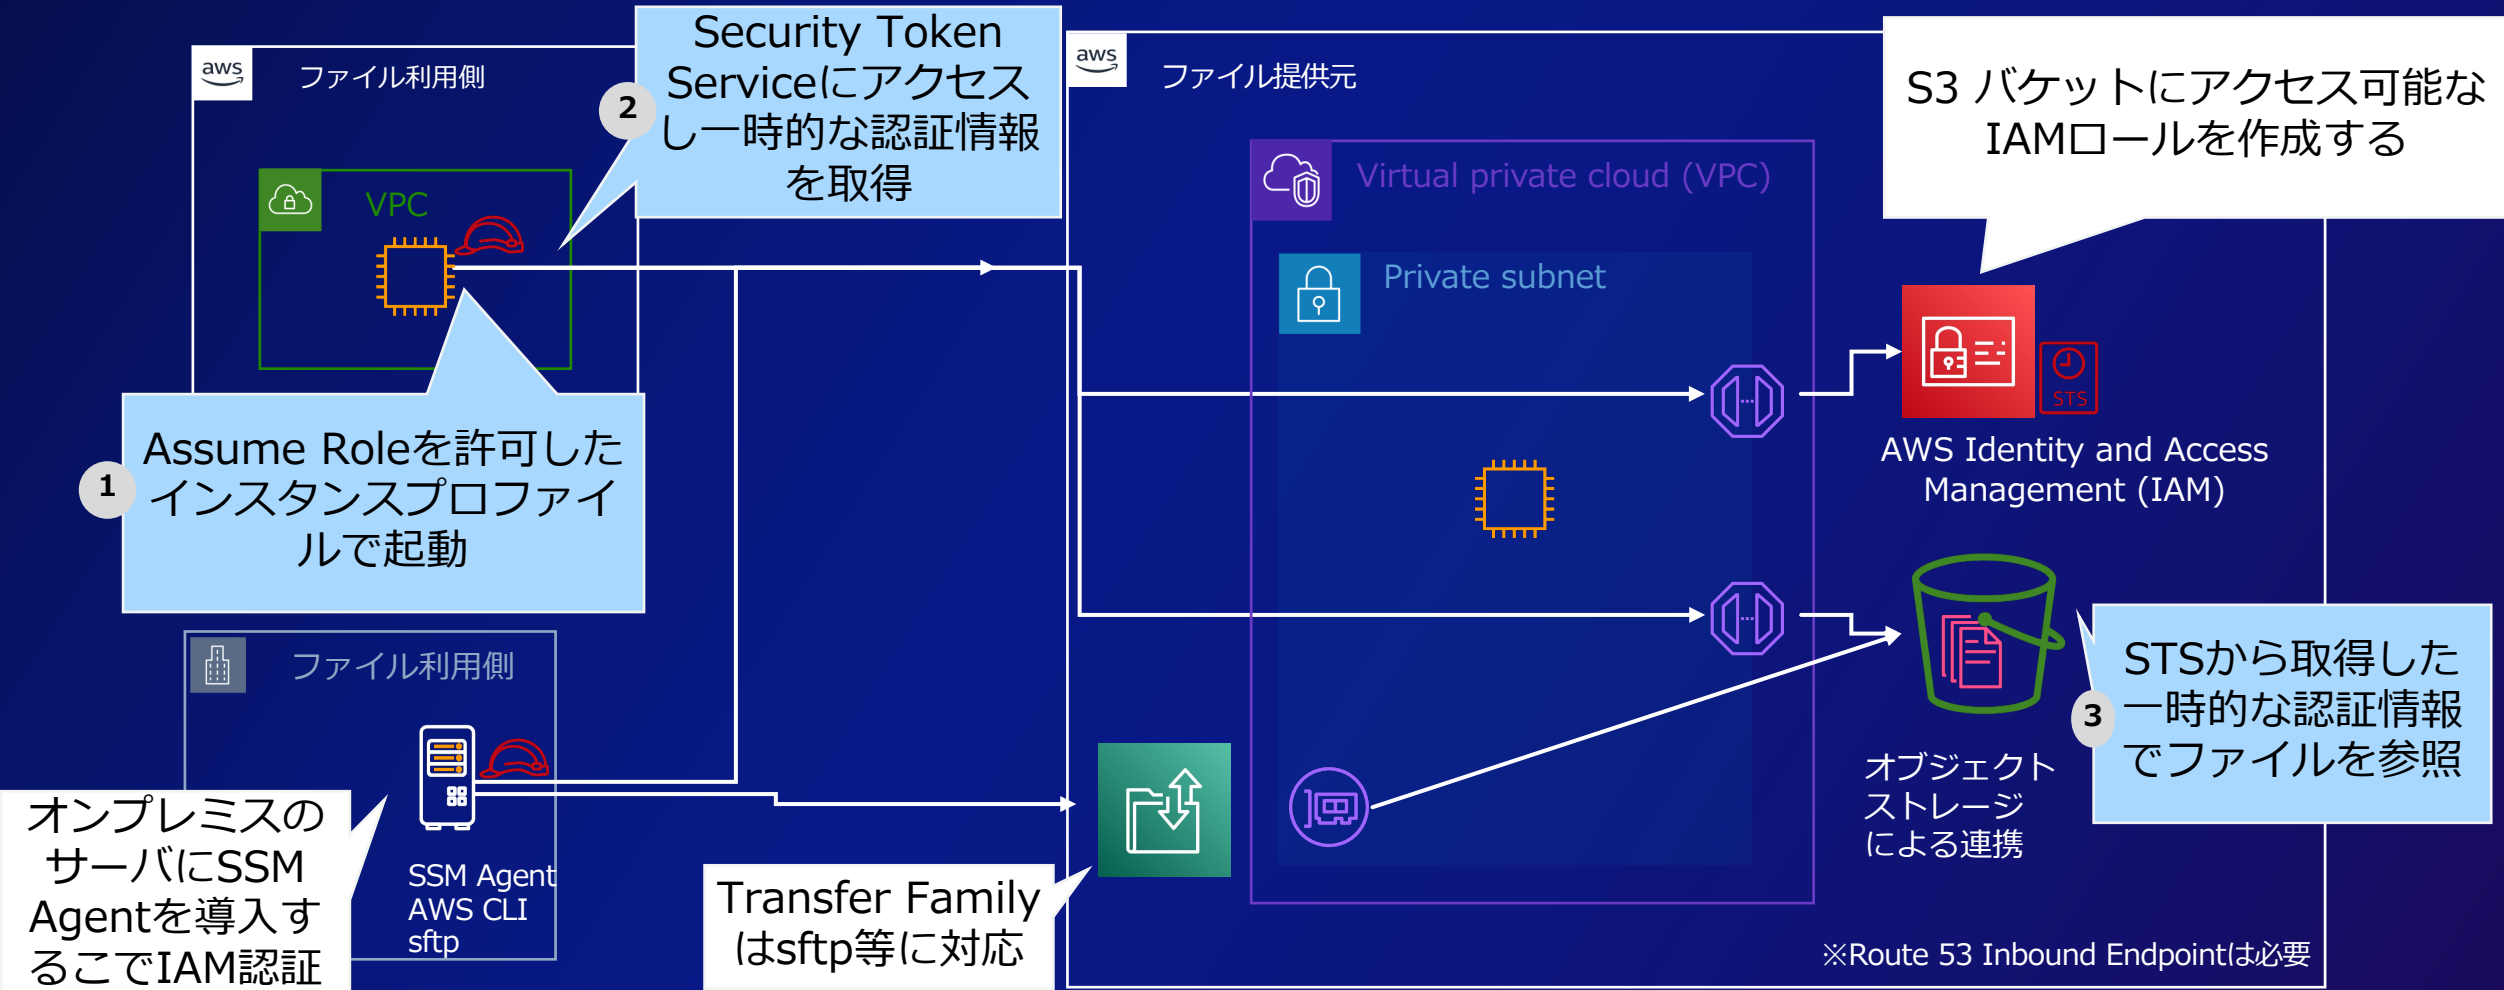 aws
ファイル利用側
VPC
2
Security Token
Serviceにアクセス
し一時的な認証情報
を取得
1
Assume Roleを許可した
インスタンスプロファイ
ルで起動
ファイル利用側
SSM Agent
AWS CLI
sftp
オンプレミスの
サーバにSSM
Agentを導入す
るこでIAM認証
aws
ファイル提供元
Virtual private cloud (VPC)
Private subnet
Transfer Family
はsftp等に対応
S3 バケットにアクセス可能な
IAMロールを作成する
STS
AWS Identity and Access
Management (IAM)
3
STSから取得した
一時的な認証情報
でファイルを参照
オブジェクト
ストレージ
による連携
※Route 53 Inbound Endpointは必要